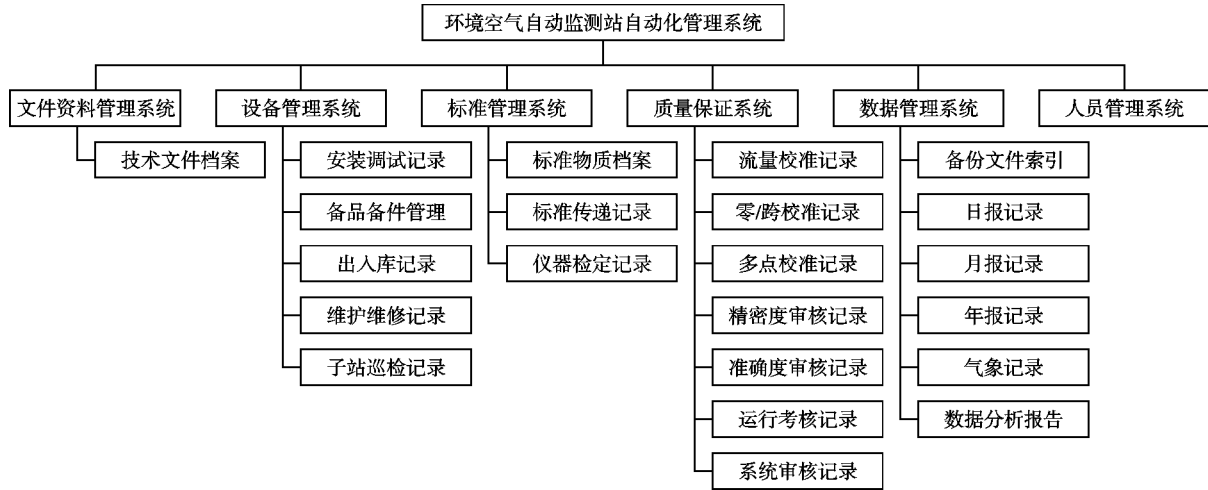 环境空气自动监测站自动化管理系统
文件资料管理系统
设备管理系统
标准管理系统
质量保证系统
数据管理系统
人员管理系统
技术文件档案
安装调试记录
标准物质档案
流量校准记录
备份文件索引
备品备件管理
标准传递记录
零/跨校准记录
日报记录
出入库记录
仪器检定记录
多点校准记录
月报记录
维护维修记录
精密度审核记录
年报记录
子站巡检记录
准确度审核记录
气象记录
运行考核记录
数据分析报告
系统审核记录